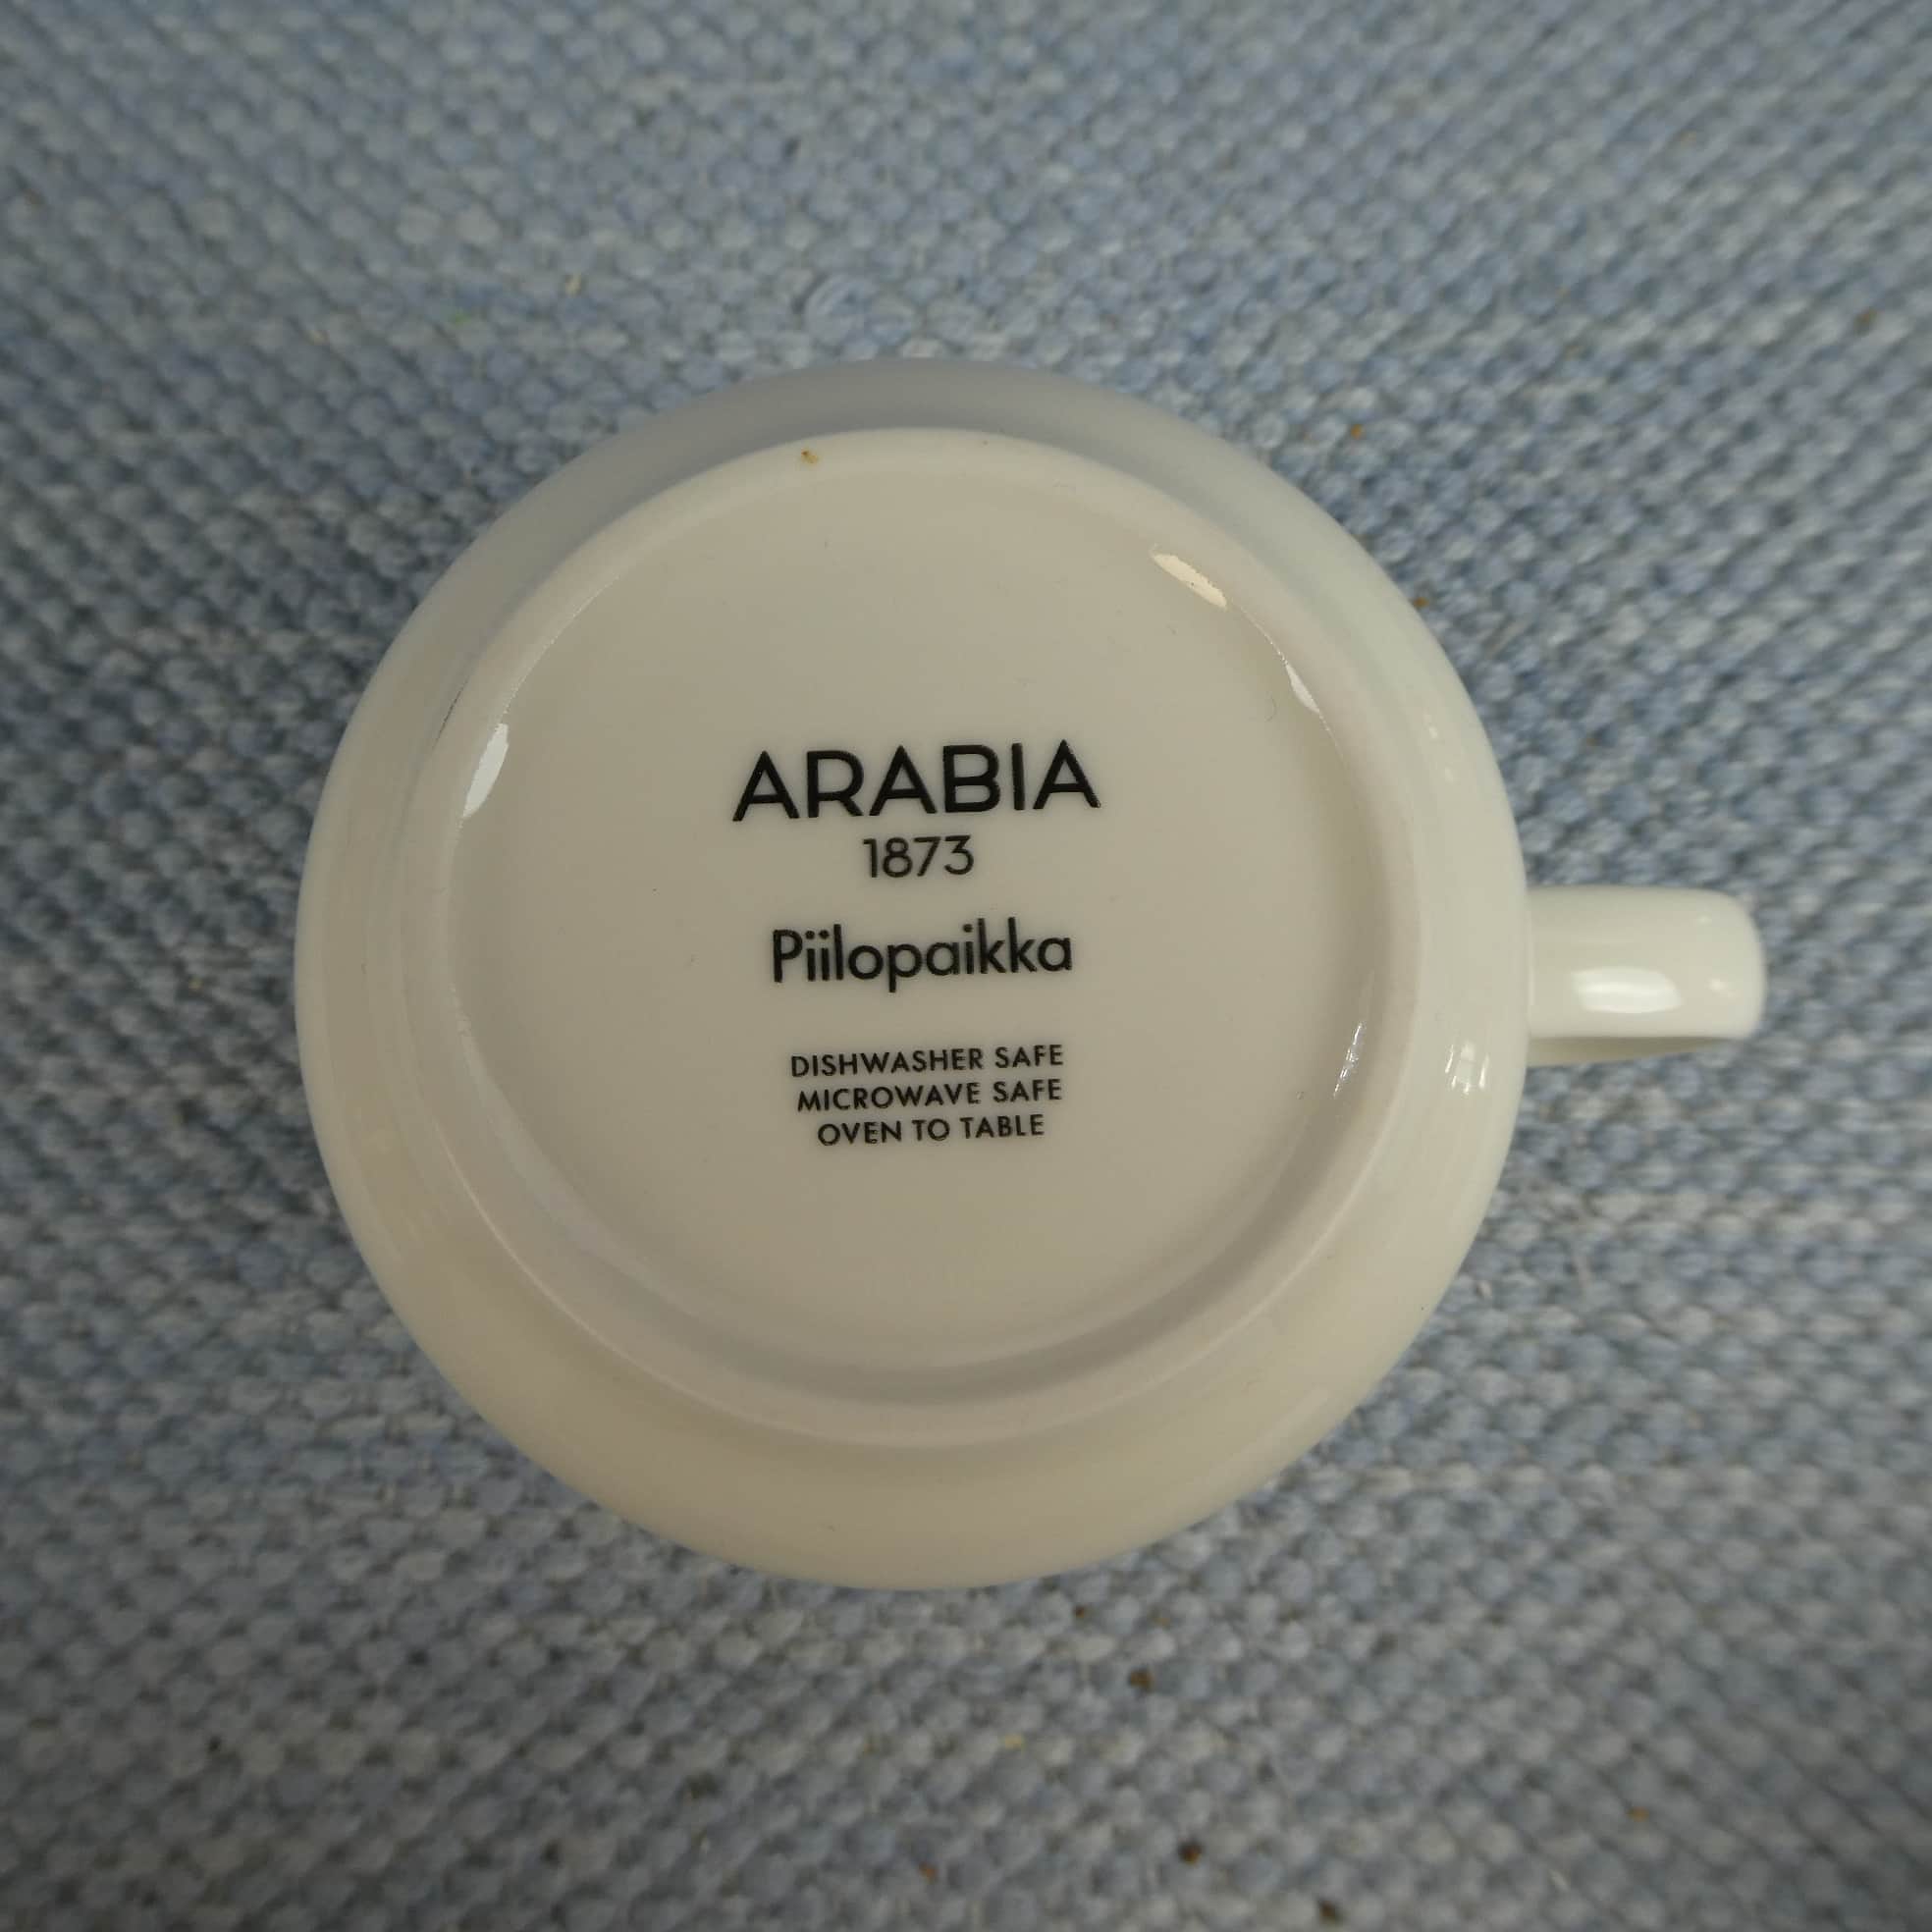 ARABIA
1873
Piilopaikka
DISHWASHER SAFE
MICROWAVE SAFE
OVEN TO TABLE